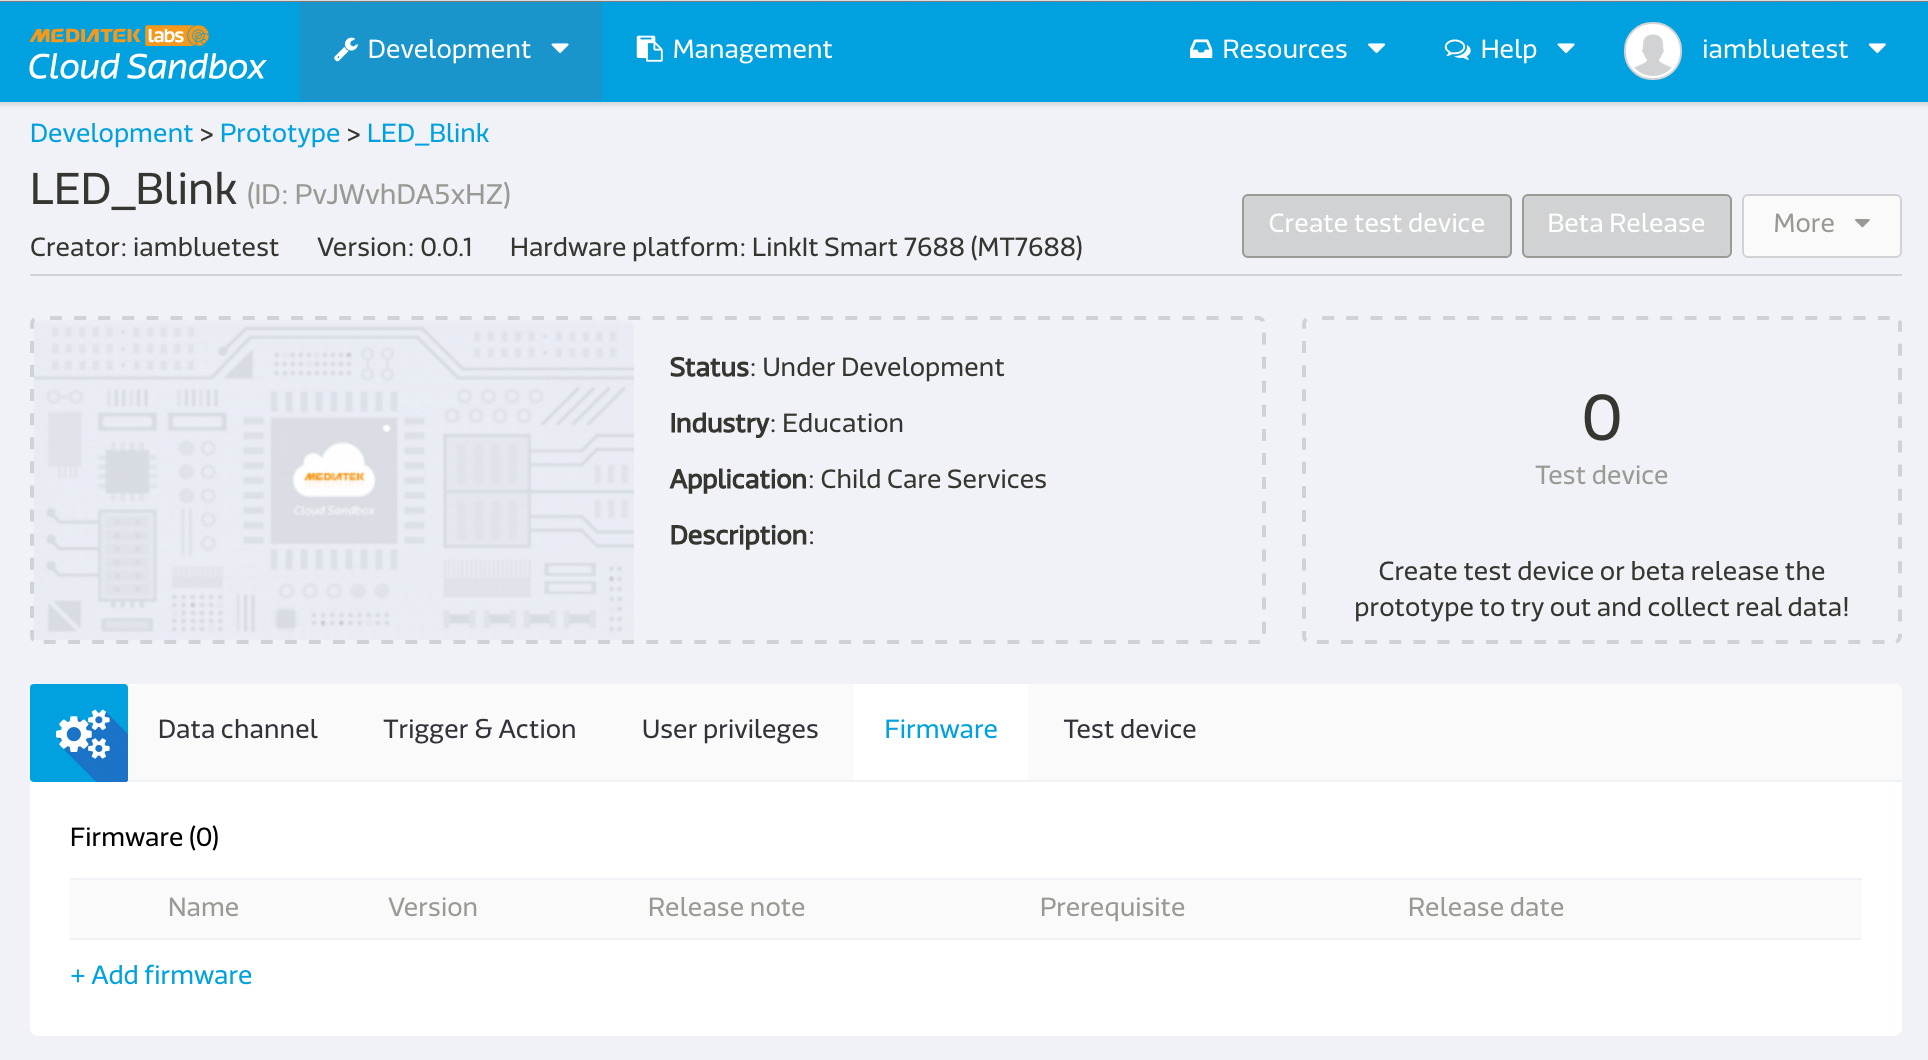 MEDIATEK labs
Cloud Sandbox
Development
Management
Resources
Help
iambluetest
Development > Prototype > LED_Blink
LED_Blink (ID: PvJWvhDA5xHZ)
Creator: iambluetest Version: 0.0.1 Hardware platform: LinkIt Smart 7688 (MT7688)
Create test device
Beta Release
More
MEDIATEK
Cloud Sandbox
Status: Under Development
Industry: Education
Application: Child Care Services
Description:
0
Test device
Create test device or beta release the
prototype to try out and collect real data!
Data channel
Trigger & Action
User privileges
Firmware
Test device
Firmware (0)
Name Version Release note Prerequisite Release date
+ Add firmware